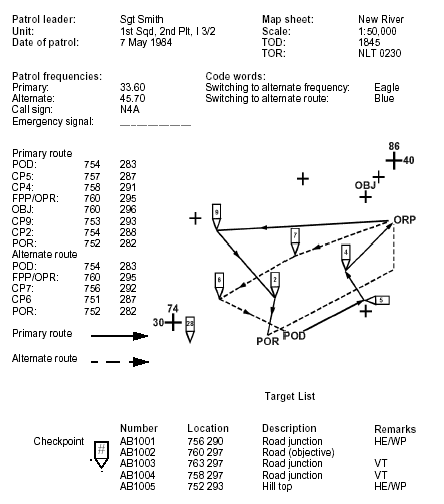 Patrol leader: Sgt Smith Map sheet: New River
Unit: 1st Sqd, 2nd Plt, I 3/2 Scale: 1:50,000
Date of patrol: 7 May 1984 TOD: 1845
TOR: NLT 0230
Patrol frequencies: Code words:
Primary: 33.60 Switching to alternate frequency: Eagle
Alternate: 45.70 Switching to alternate route: Blue
Call sign: N4A
Emergency signal: ____________
Primary route
POD: 754 283
CP5: 757 287
CP4: 758 291
FPP/OPR: 760 295
OBJ: 760 296
CP9: 753 293
CP2: 754 288
POR: 752 282
Alternate route
POD: 754 283
FPP/OPR: 760 295
CP7: 756 292
CP6 751 287
POR: 752 282
Primary route
Alternate route
86
40
OBJ
ORP
9
7
4
6
2
5
74
30
28
POR
POD
Target List
Number Location Description Remarks
Checkpoint # AB1001 756 290 Road junction HE/WP
AB1002 760 297 Road (objective)
AB1003 763 297 Road junction VT
AB1004 758 297 Road junction VT
AB1005 752 293 Hill top HE/WP